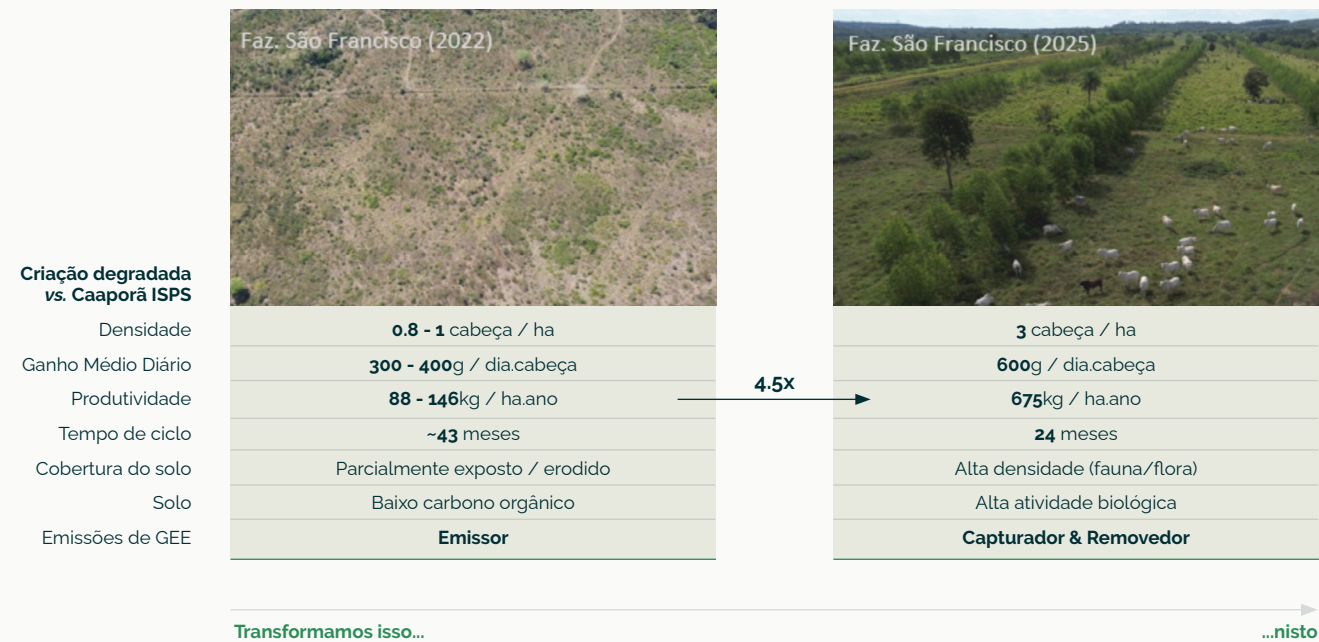 Faz. São Francisco (2022)
Faz. São Francisco (2025)
Criação degradada
vs. Caaporã ISPS
Densidade
0.8 - 1 cabeça / ha
3 cabeça / ha
Ganho Médio Diário
300 - 400g / dia.cabeça
600g / dia.cabeça
Produtividade
88 - 146kg / ha.ano
4.5x
675kg / ha.ano
Tempo de ciclo
~43 meses
24 meses
Cobertura do solo
Parcialmente exposto / erodido
Alta densidade (fauna/flora)
Solo
Baixo carbono orgânico
Alta atividade biológica
Emissões de GEE
Emissor
Capturador & Removedor
Transformamos isso...
...nisto